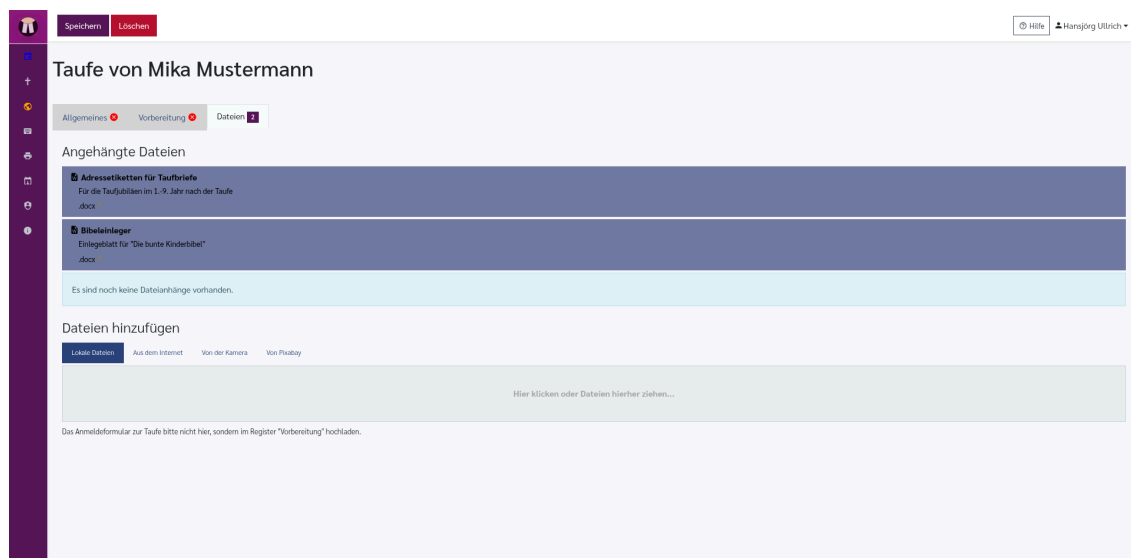 Speichern Löschen Hilfe Hansjörg Ullrich
Taufe von Mika Mustermann
Allgemeines Vorbereitung Dateien 2
Angehängte Dateien
Adressetiketten für Taufbriefe
Für die Taufjubiläen im 1.-9. Jahr nach der Taufe
.docx
Bibeleinleger
Einlegeblatt für "Die bunte Kinderbibel"
.docx
Es sind noch keine Dateianhänge vorhanden.
Dateien hinzufügen
Lokale Dateien Aus dem Internet Von der Kamera Von Pixabay
Hier klicken oder Dateien hierher ziehen...
Das Anmeldeformular zur Taufe bitte nicht hier, sondern im Register "Vorbereitung" hochladen.